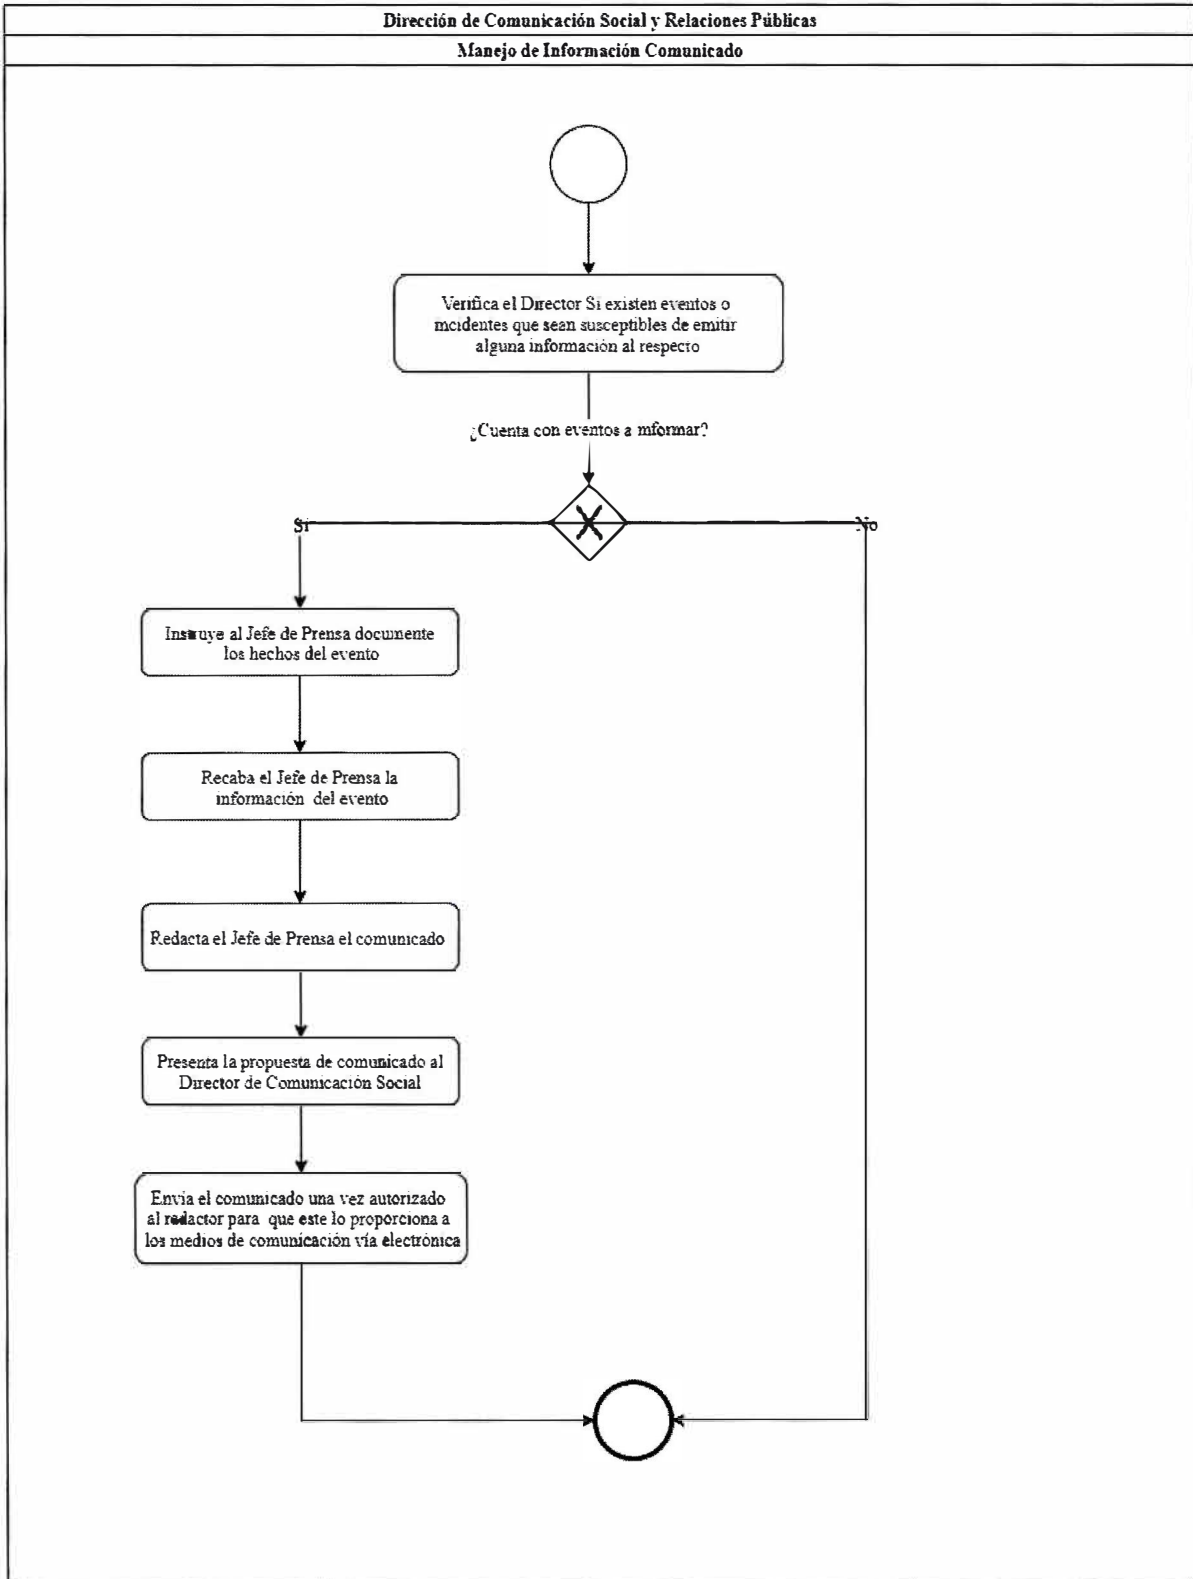 Dirección de Comunicación Social y Relaciones Públicas
Manejo de Información Comunicado
Verifica el Director Si existen eventos o
incidentes que sean susceptibles de emitir
alguna información al respecto
¿Cuenta con eventos a informar?
Si
No
Instruye al Jefe de Prensa documente
los hechos del evento
Recaba el Jefe de Prensa la
información del evento
Redacta el Jefe de Prensa el comunicado
Presenta la propuesta de comunicado al
Director de Comunicación Social
Envía el comunicado una vez autorizado
al redactor para que este lo proporciona a
los medios de comunicación vía electrónica